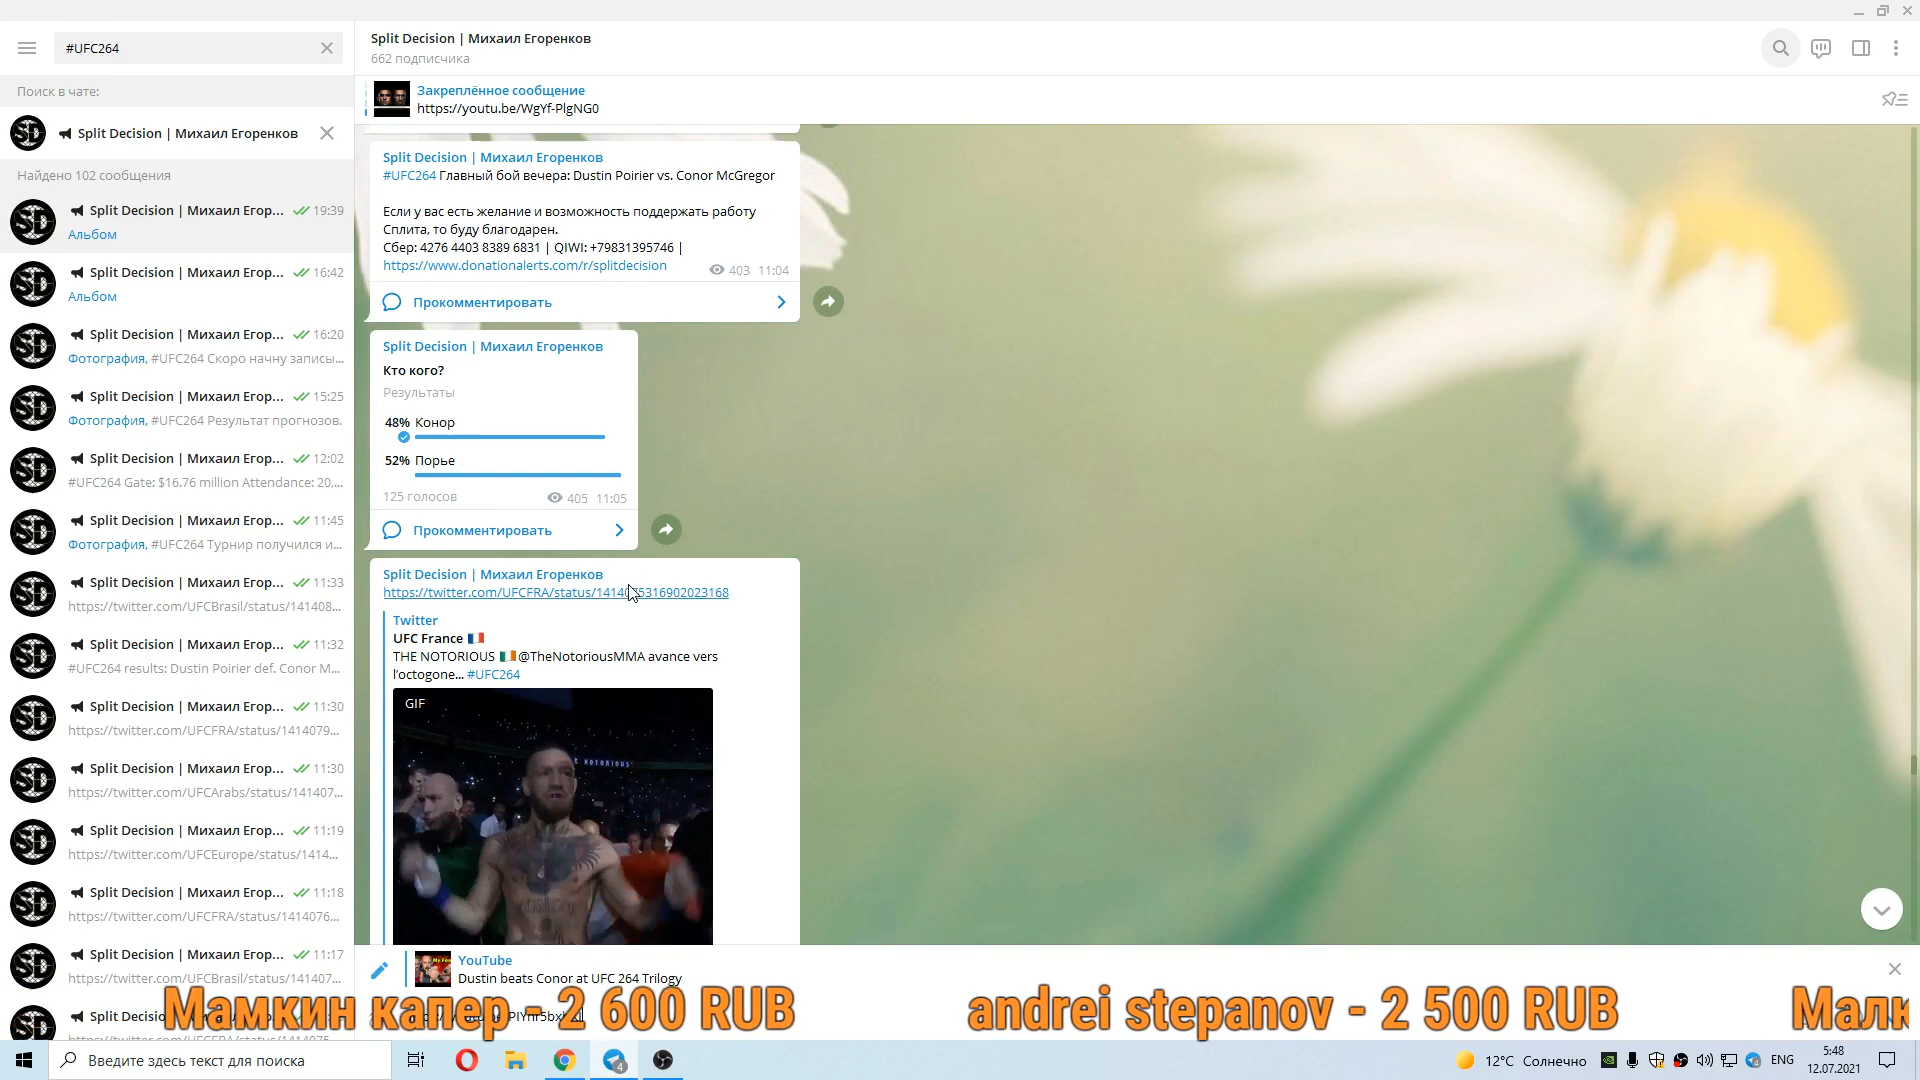 #UFC264
Поиск в чате:
Split Decision | Михаил Егоренков
Найдено 102 сообщения
Split Decision | Михаил Егор... 19:39
Альбом
Split Decision | Михаил Егор... 16:42
Альбом
Split Decision | Михаил Егор... 16:20
Фотография, #UFC264 Скоро начну записы...
Split Decision | Михаил Егор... 15:25
Фотография, #UFC264 Результат прогнозов.
Split Decision | Михаил Егор... 12:02
#UFC264 Gate: $16.76 million Attendance: 20,...
Split Decision | Михаил Егор... 11:45
Фотография, #UFC264 Турнир получился и...
Split Decision | Михаил Егор... 11:33
https://twitter.com/UFCBrasil/status/141408...
Split Decision | Михаил Егор... 11:32
#UFC264 results: Dustin Poirier def. Conor M...
Split Decision | Михаил Егор... 11:30
https://twitter.com/UFCFRA/status/1414079...
Split Decision | Михаил Егор... 11:30
https://twitter.com/UFCArabs/status/141407...
Split Decision | Михаил Егор... 11:19
https://twitter.com/UFCEurope/status/1414...
Split Decision | Михаил Егор... 11:18
https://twitter.com/UFCFRA/status/1414076...
Split Decision | Михаил Егор... 11:17
https://twitter.com/UFCBrasil/status/141407...
Split
Split Decision | Михаил Егоренков
662 подписчика
Закреплённое сообщение
https://youtu.be/WgYf-PlgNG0
Split Decision | Михаил Егоренков
#UFC264 Главный бой вечера: Dustin Poirier vs. Conor McGregor
Если у вас есть желание и возможность поддержать работу
Сплита, то буду благодарен.
Сбер: 4276 4403 8389 6831 | QIWI: +79831395746 |
https://www.donationalerts.com/r/splitdecision
403 11:04
Прокомментировать
Split Decision | Михаил Егоренков
Кто кого?
Результаты
48% Конор
52% Порье
125 голосов 405 11:05
Прокомментировать
Split Decision | Михаил Егоренков
Twitter
UFC France
THE NOTORIOUS @TheNotoriousMMA avance vers
l'octogone... #UFC264
GIF
NOTORIOUS
YouTube
Dustin beats Conor at UFC 264 Trilogy
Мамкин капер - 2 600 RUB andrei stepanov - 2 500 RUB Малк
Введите здесь текст для поиска
4
12°C Солнечно
ENG
5:48
12.07.2021